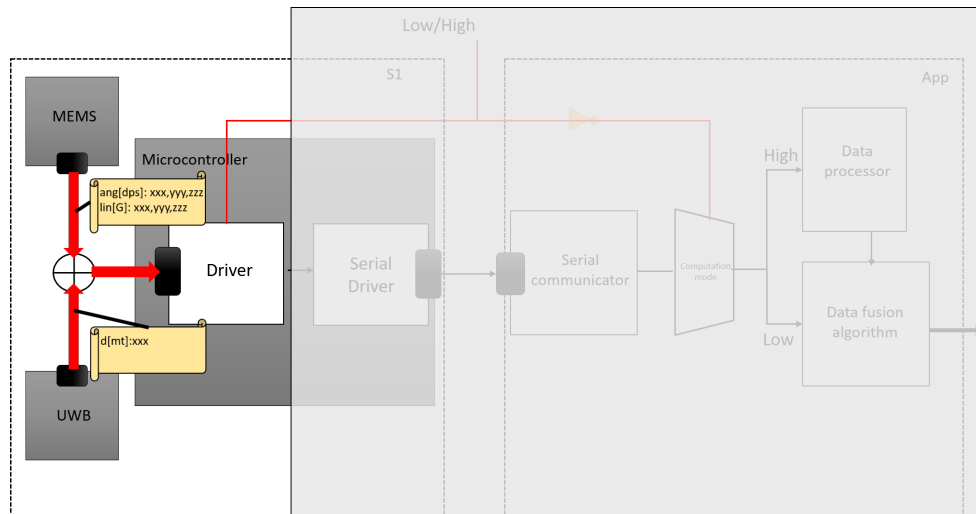 Low/High
S1
App
MEMS
Microcontroller
ang[dps]: xxx,yyy,zzz
lin[G]: xxx,yyy,zzz
High
Data
processor
Driver
Serial
Driver
Serial
communicator
Computation
mode
d[mt]:xxx
Low
Data fusion
algorithm
UWB